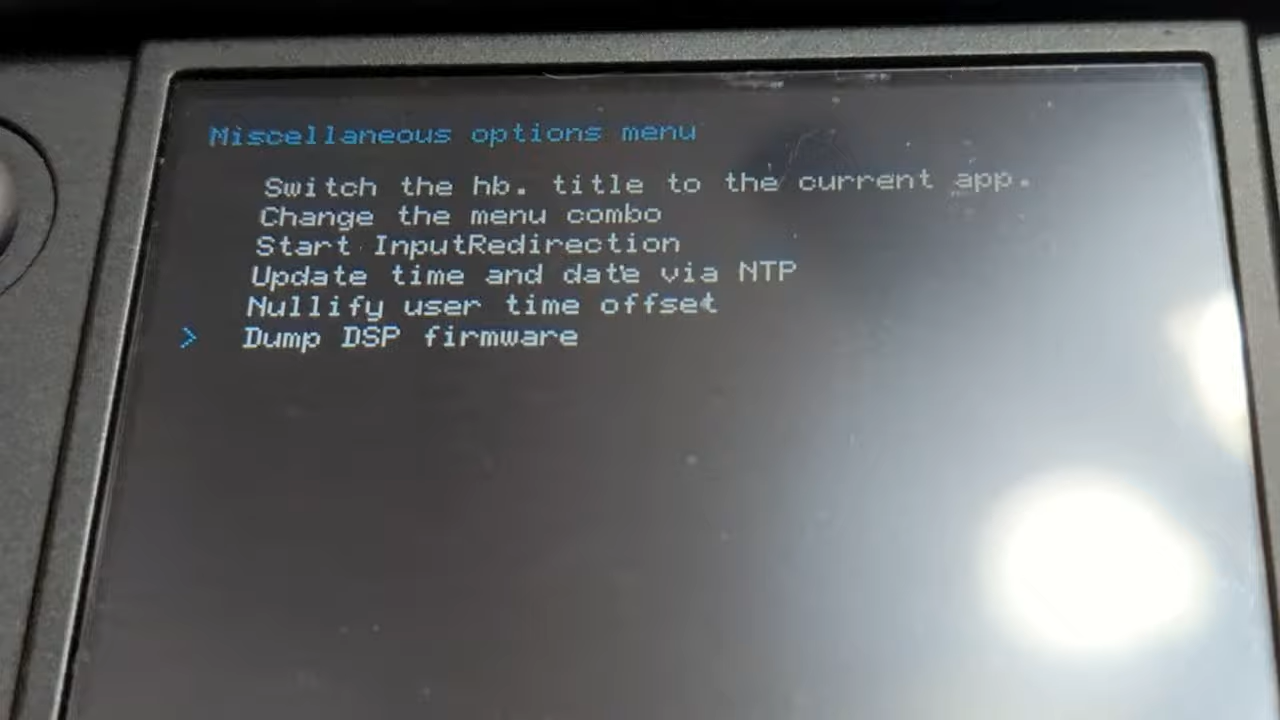 Miscellaneous options menu
Switch the hb. title to the current app.
Change the menu combo
Start InputRedirection
Update time and date via NTP
Nullify user time offset
> Dump DSP firmware